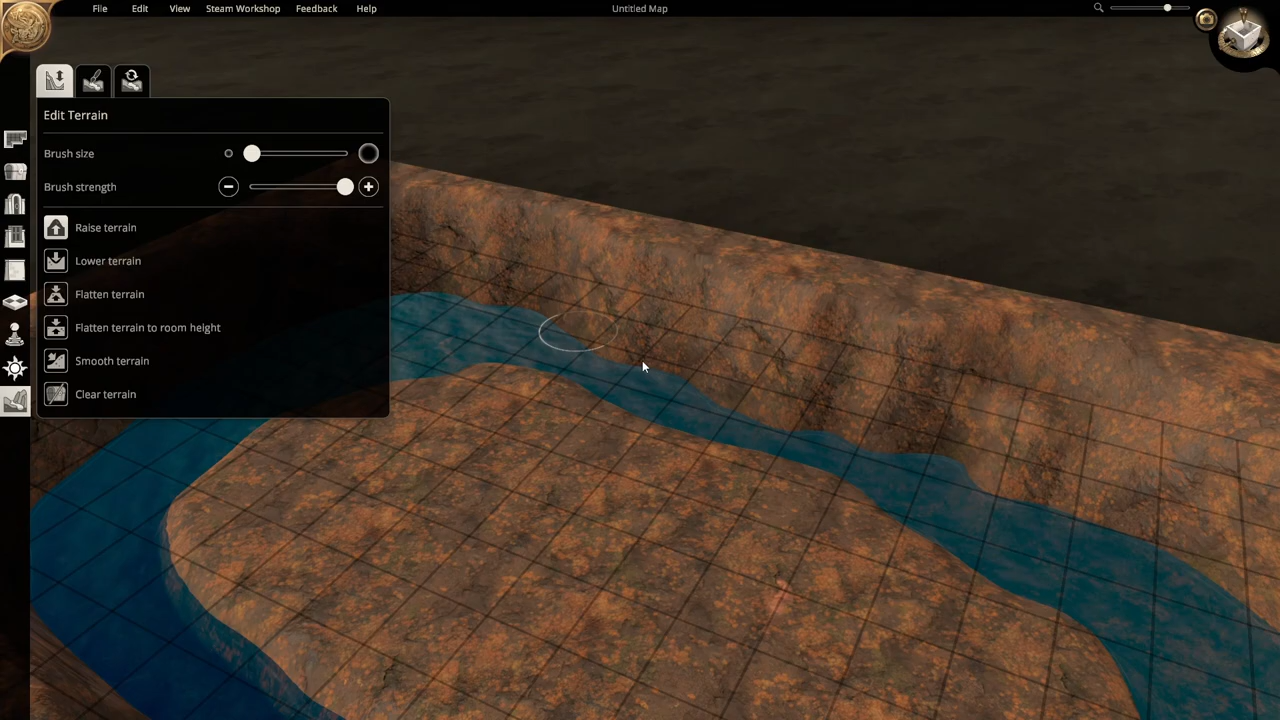 File Edit View Steam Workshop Feedback Help Untitled Map
Edit Terrain
Brush size
Brush strength
Raise terrain
Lower terrain
Flatten terrain
Flatten terrain to room height
Smooth terrain
Clear terrain